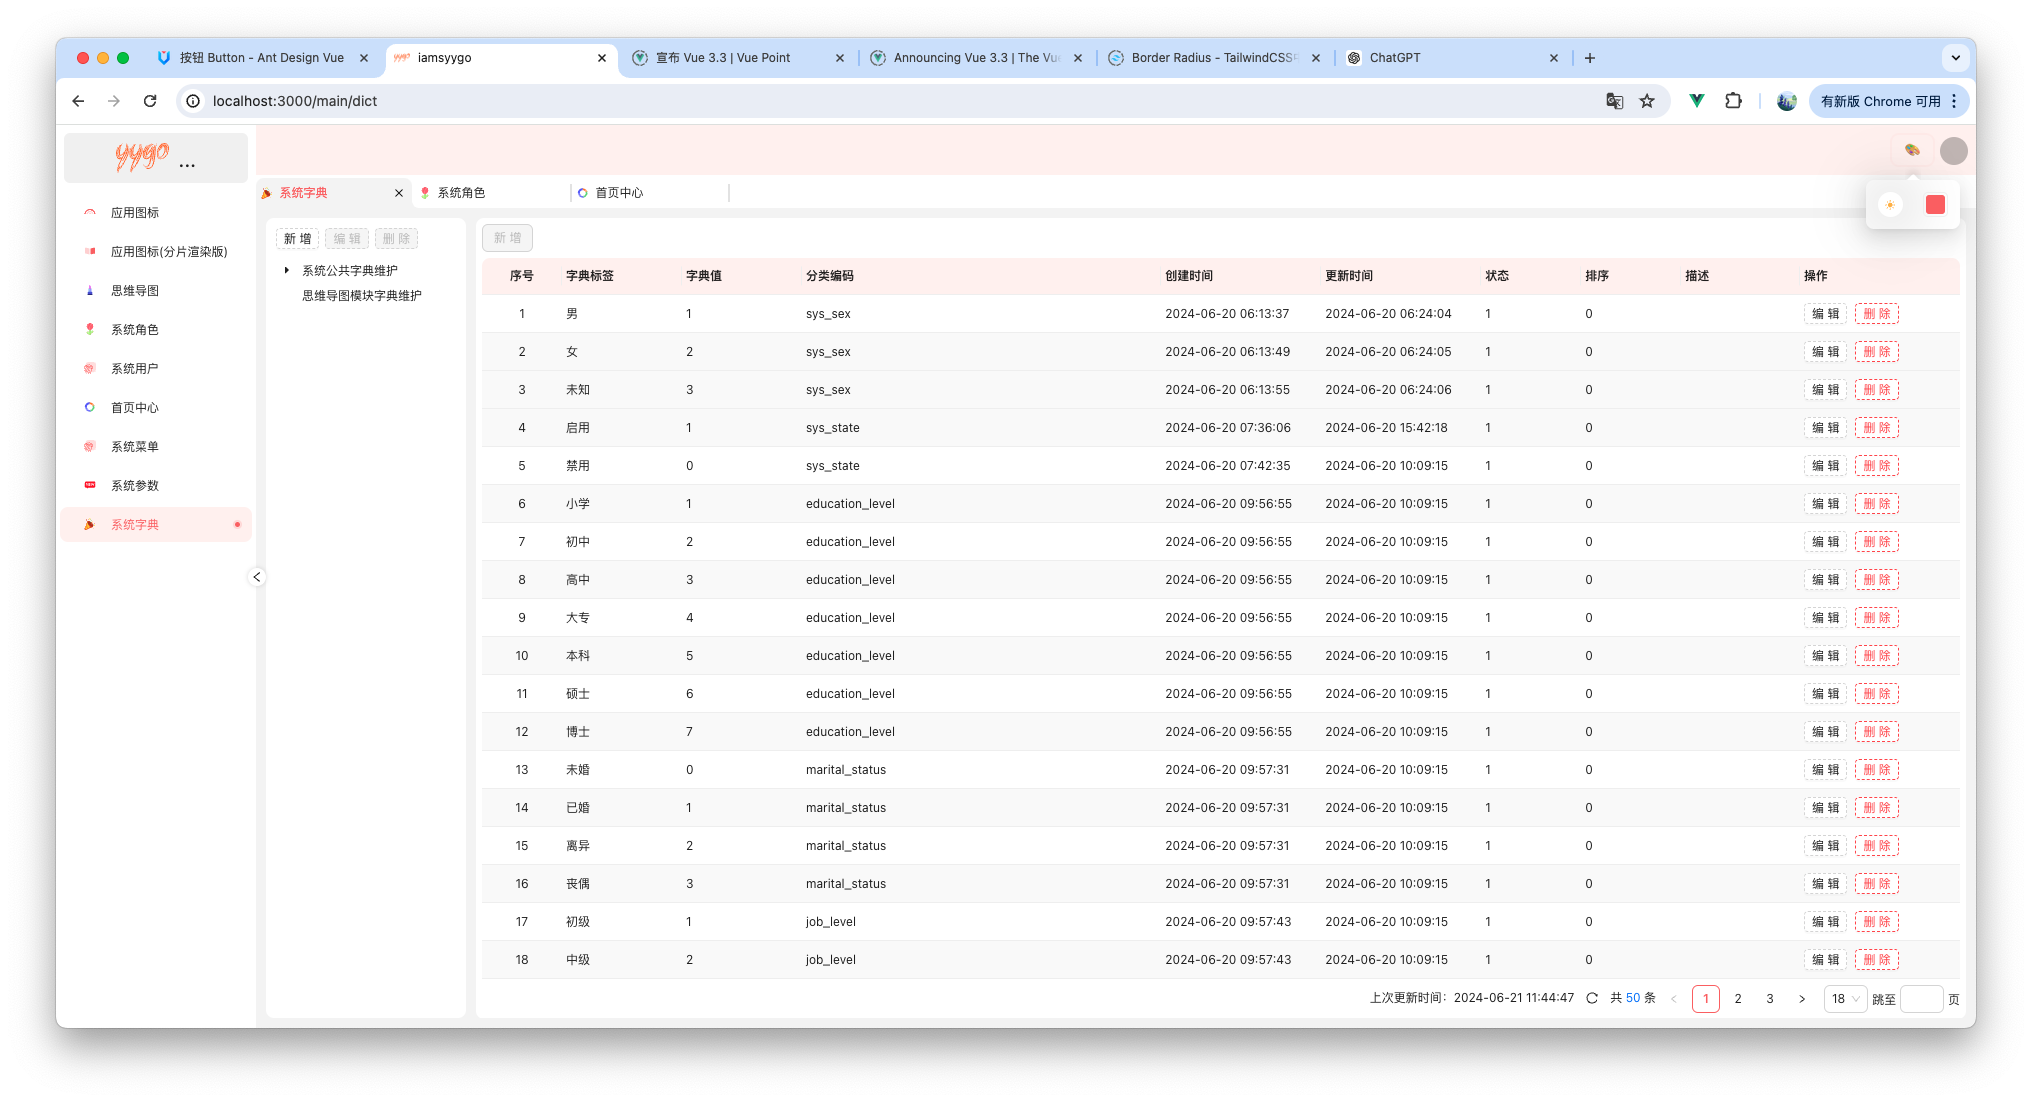 按钮 Button - Ant Design Vue
iamsyygo
宣布 Vue 3.3 | Vue Point
Announcing Vue 3.3 | The Vue
Border Radius - TailwindCSS中
ChatGPT
localhost:3000/main/dict
有新版 Chrome 可用
yygo ...
应用图标
应用图标(分片渲染版)
思维导图
系统角色
系统用户
首页中心
系统菜单
系统参数
系统字典
系统字典 系统角色 首页中心
新 增 编 辑 删 除
系统公共字典维护
思维导图模块字典维护
新 增
序号 字典标签 字典值 分类编码 创建时间 更新时间 状态 排序 描述 操作
1 男 1 sys_sex 2024-06-20 06:13:37 2024-06-20 06:24:04 1 0 编 辑 删 除
2 女 2 sys_sex 2024-06-20 06:13:49 2024-06-20 06:24:05 1 0 编 辑 删 除
3 未知 3 sys_sex 2024-06-20 06:13:55 2024-06-20 06:24:06 1 0 编 辑 删 除
4 启用 1 sys_state 2024-06-20 07:36:06 2024-06-20 15:42:18 1 0 编 辑 删 除
5 禁用 0 sys_state 2024-06-20 07:42:35 2024-06-20 10:09:15 1 0 编 辑 删 除
6 小学 1 education_level 2024-06-20 09:56:55 2024-06-20 10:09:15 1 0 编 辑 删 除
7 初中 2 education_level 2024-06-20 09:56:55 2024-06-20 10:09:15 1 0 编 辑 删 除
8 高中 3 education_level 2024-06-20 09:56:55 2024-06-20 10:09:15 1 0 编 辑 删 除
9 大专 4 education_level 2024-06-20 09:56:55 2024-06-20 10:09:15 1 0 编 辑 删 除
10 本科 5 education_level 2024-06-20 09:56:55 2024-06-20 10:09:15 1 0 编 辑 删 除
11 硕士 6 education_level 2024-06-20 09:56:55 2024-06-20 10:09:15 1 0 编 辑 删 除
12 博士 7 education_level 2024-06-20 09:56:55 2024-06-20 10:09:15 1 0 编 辑 删 除
13 未婚 0 marital_status 2024-06-20 09:57:31 2024-06-20 10:09:15 1 0 编 辑 删 除
14 已婚 1 marital_status 2024-06-20 09:57:31 2024-06-20 10:09:15 1 0 编 辑 删 除
15 离异 2 marital_status 2024-06-20 09:57:31 2024-06-20 10:09:15 1 0 编 辑 删 除
16 丧偶 3 marital_status 2024-06-20 09:57:31 2024-06-20 10:09:15 1 0 编 辑 删 除
17 初级 1 job_level 2024-06-20 09:57:43 2024-06-20 10:09:15 1 0 编 辑 删 除
18 中级 2 job_level 2024-06-20 09:57:43 2024-06-20 10:09:15 1 0 编 辑 删 除
上次更新时间：2024-06-21 11:44:47 共 50 条 1 2 3 18 跳至 页